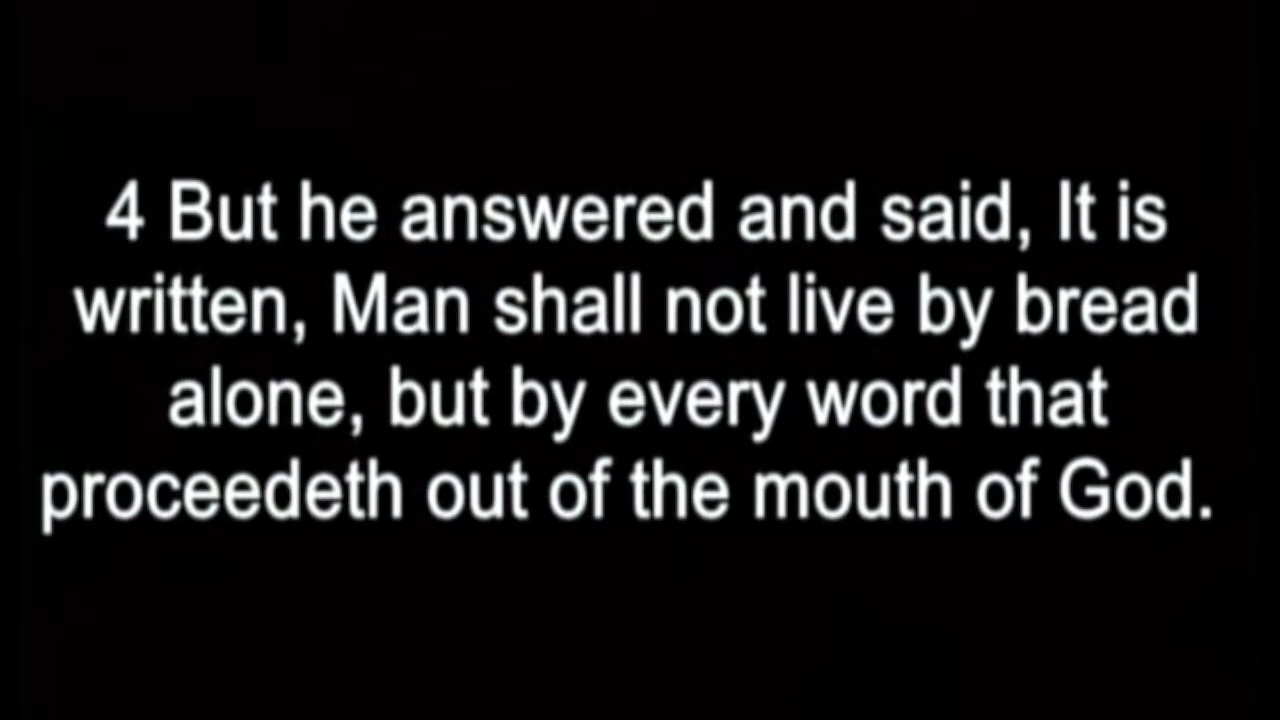 4 But he answered and said, It is
written, Man shall not live by bread
alone, but by every word that
proceedeth out of the mouth of God.